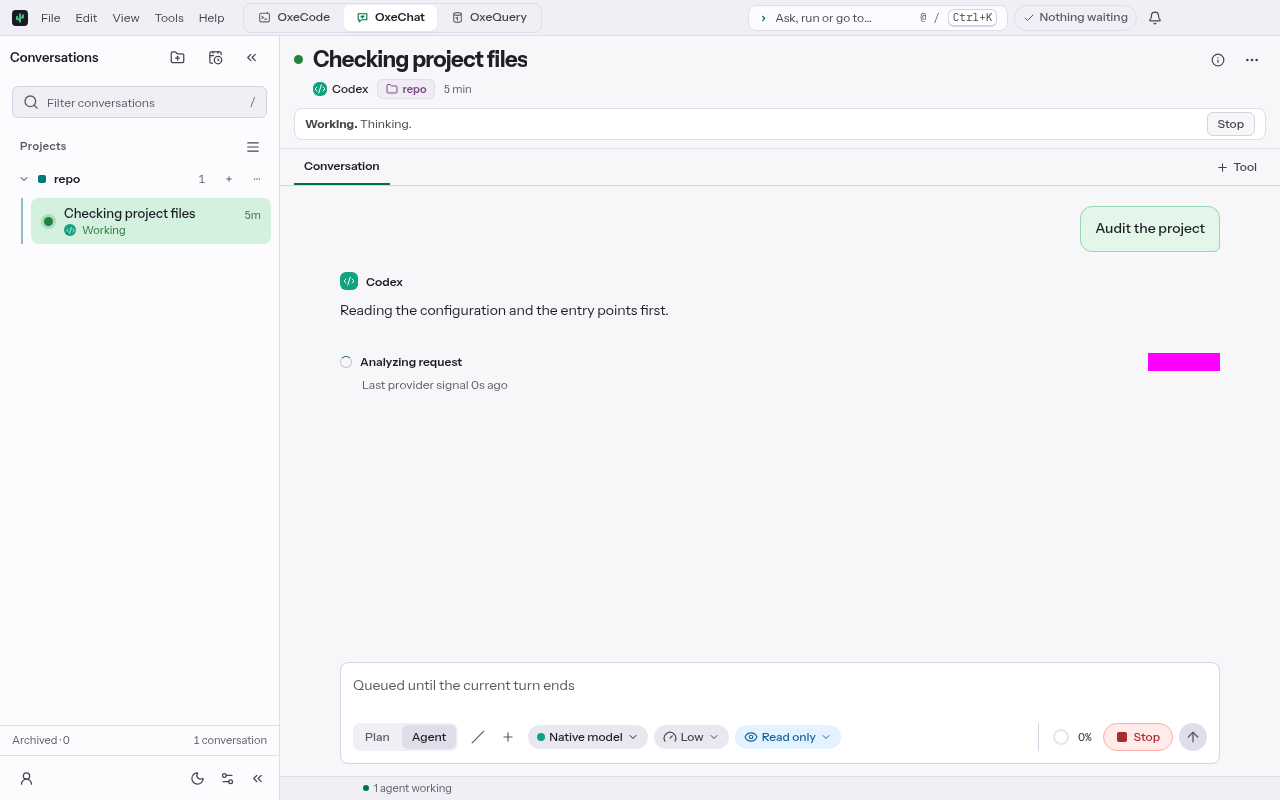 File Edit View Tools Help
OxeCode OxeChat OxeQuery
Ask, run or go to... @ / Ctrl+K
Nothing waiting
Conversations
Filter conversations /
Projects
repo 1 + ...
Checking project files 5m
Working
Archived · 0 1 conversation
Checking project files
Codex repo 5 min
Working. Thinking. Stop
Conversation + Tool
Audit the project
Codex
Reading the configuration and the entry points first.
Analyzing request
Last provider signal 0s ago
Queued until the current turn ends
Plan Agent Native model Low Read only 0% Stop
1 agent working